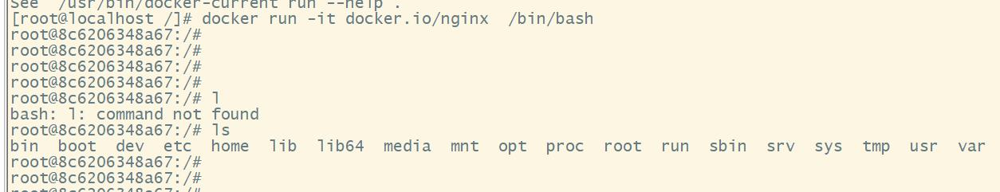 See '/usr/bin/docker-current run --help'.
[root@localhost /]# docker run -it docker.io/nginx  /bin/bash
root@8c6206348a67:/#
root@8c6206348a67:/#
root@8c6206348a67:/#
root@8c6206348a67:/#
root@8c6206348a67:/# l
bash: l: command not found
root@8c6206348a67:/# ls
bin  boot  dev  etc  home  lib  lib64  media  mnt  opt  proc  root  run  sbin  srv  sys  tmp  usr  var
root@8c6206348a67:/#
root@8c6206348a67:/#
root@8c6206348a67:/#